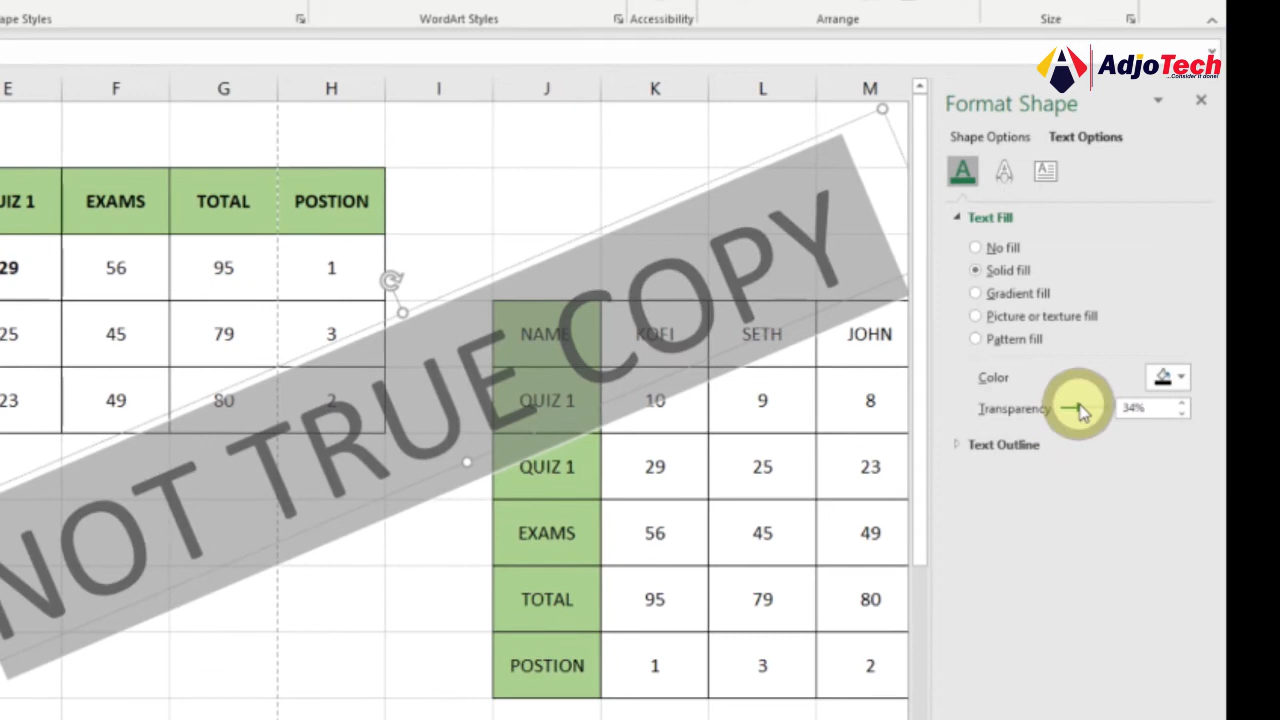 ape Styles
WordArt Styles
Accessibility
Arrange
Size
AdjoTech
...Consider it done!
Format Shape
Shape Options Text Options
Text Fill
No fill
Solid fill
Gradient fill
Picture or texture fill
Pattern fill
Color
Transparency 34%
Text Outline
E F G H I J K L M
UIZ 1 EXAMS TOTAL POSTION
29 56 95 1
25 45 79 3
23 49 80 2
NOT TRUE COPY
NAME KOFI SETH JOHN
QUIZ 1 10 9 8
QUIZ 1 29 25 23
EXAMS 56 45 49
TOTAL 95 79 80
POSTION 1 3 2